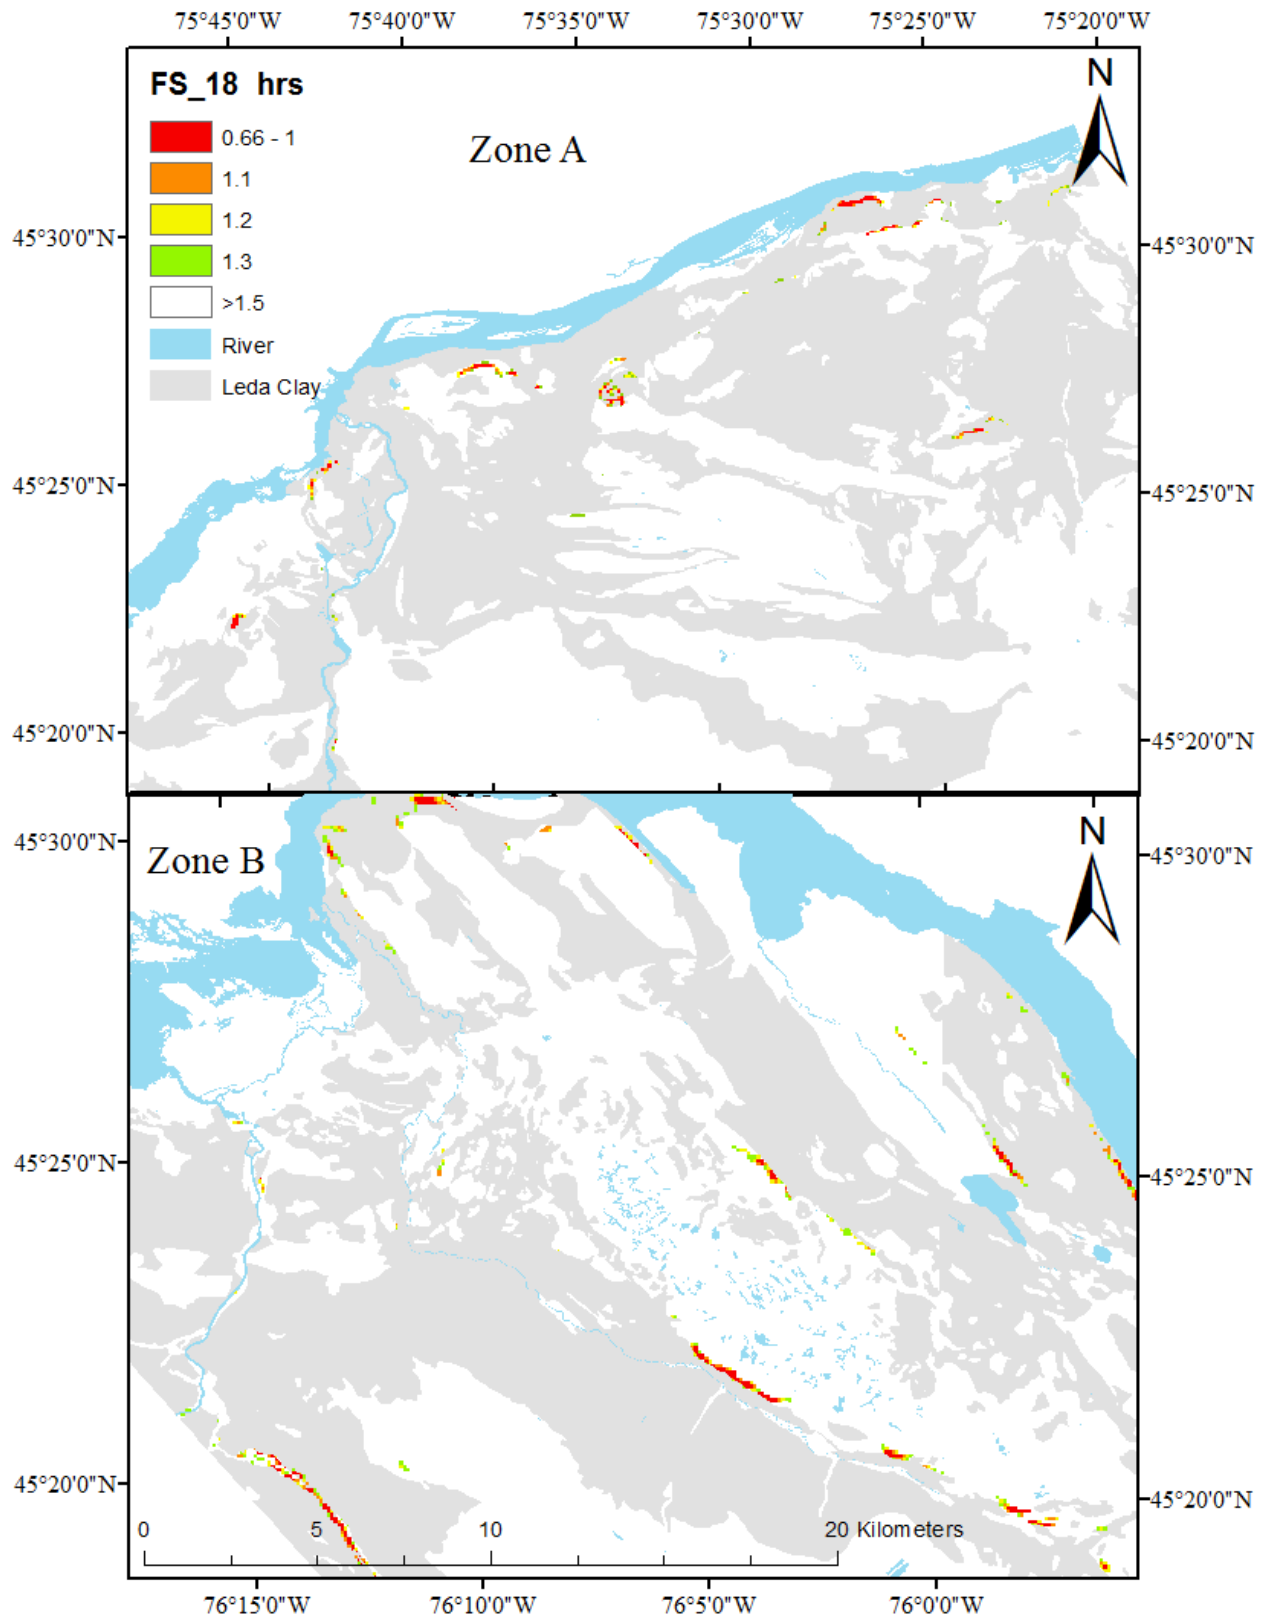 75°45'0"W 75°40'0"W 75°35'0"W 75°30'0"W 75°25'0"W 75°20'0"W
FS_18 hrs
N
0.66 - 1
Zone A
1.1
1.2
45°30'0"N 45°30'0"N
1.3
>1.5
River
Leda Clay
45°25'0"N 45°25'0"N
45°20'0"N 45°20'0"N
N
45°30'0"N 45°30'0"N
Zone B
45°25'0"N 45°25'0"N
45°20'0"N 45°20'0"N
0 5 10 20 Kilometers
76°15'0"W 76°10'0"W 76°5'0"W 76°0'0"W